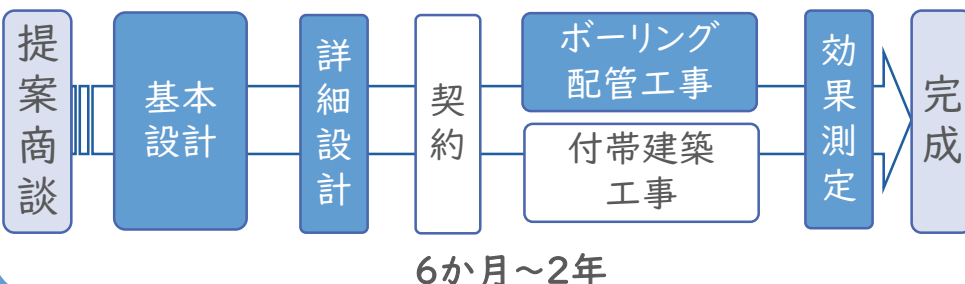 提案商談
基本
設計
詳細設計
契約
ボーリング
配管工事
付帯建築
工事
効果測定
完成
6か月～2年